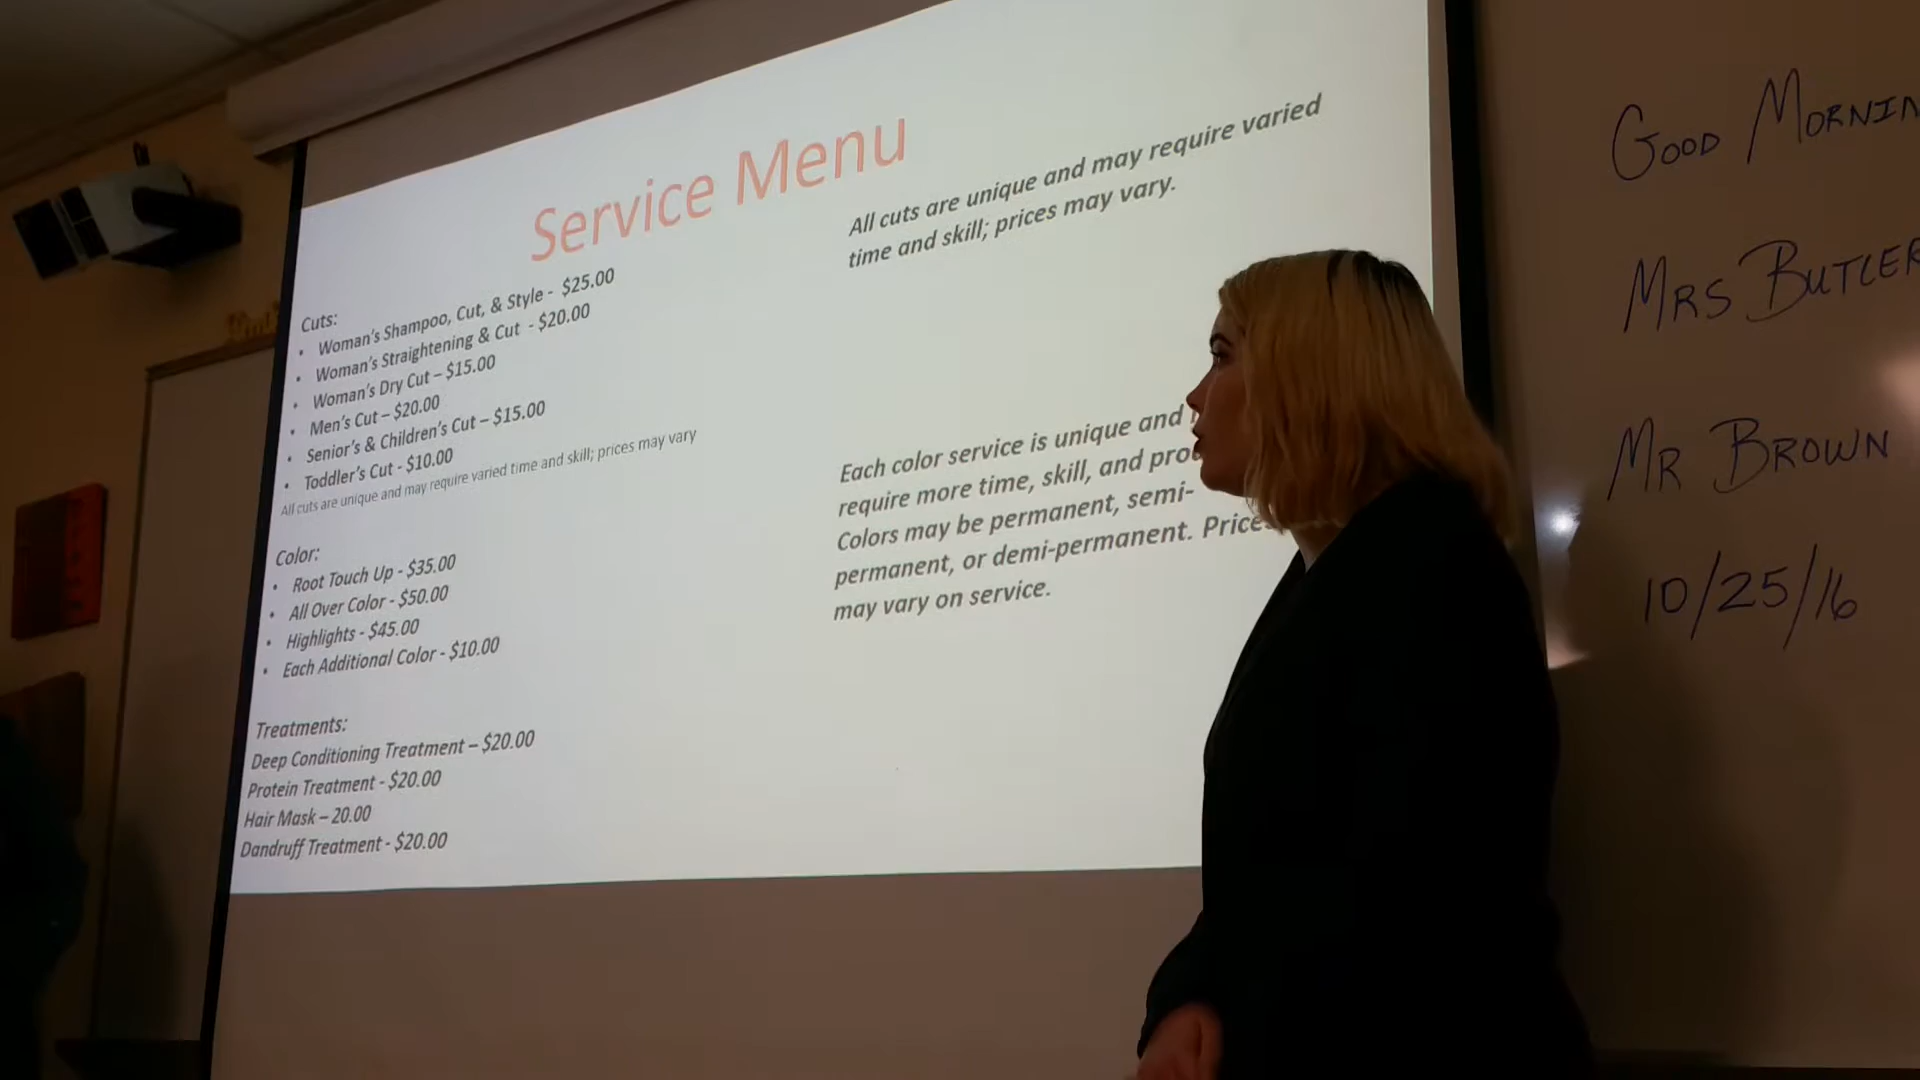 Service Menu
Cuts:
• Woman's Shampoo, Cut, & Style - $25.00
• Woman's Straightening & Cut - $20.00
• Woman's Dry Cut – $15.00
• Men's Cut – $20.00
• Senior's & Children's Cut – $15.00
• Toddler's Cut - $10.00
All cuts are unique and may require varied time and skill; prices may vary
Color:
• Root Touch Up - $35.00
• All Over Color - $50.00
• Highlights - $45.00
• Each Additional Color - $10.00
Treatments:
Deep Conditioning Treatment – $20.00
Protein Treatment - $20.00
Hair Mask – 20.00
Dandruff Treatment - $20.00
All cuts are unique and may require varied
time and skill; prices may vary.
Each color service is unique and
require more time, skill, and
Colors may be permanent, semi-
permanent, or demi-permanent. Prices
may vary on service.
GOOD MORNIN
MRS BUTLER
MR BROWN
10/25/16